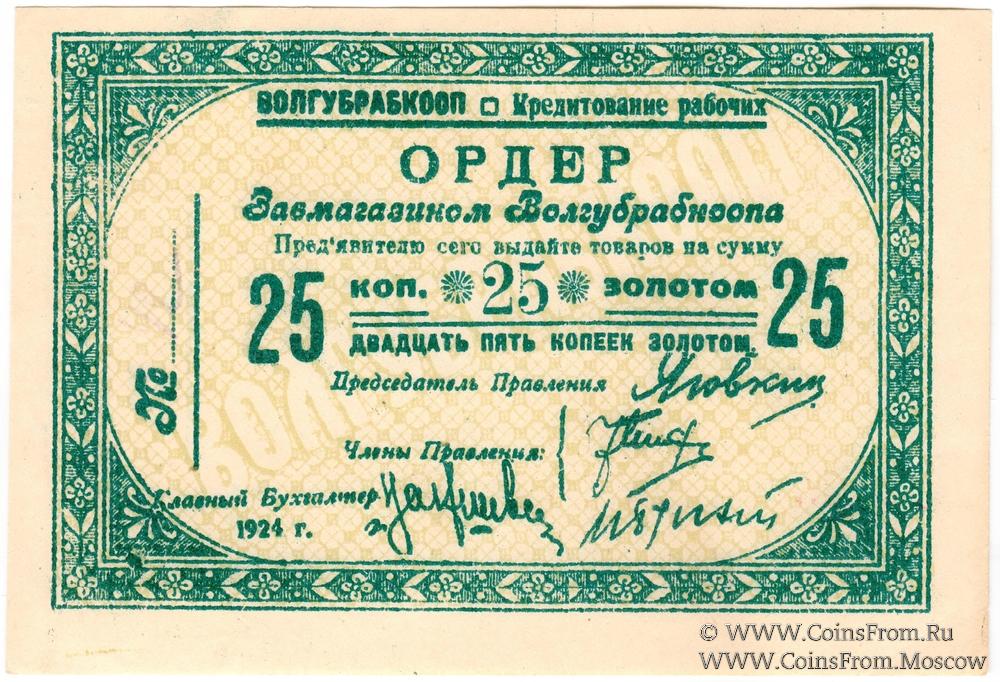 ВОЛГУБРАБКООП □ Кредитование рабочих
ОРДЕР
Завмагазином Волгубрабкоопа
Пред'явителю сего выдайте товаров на сумму
25 коп. 25 золотом 25
ДВАДЦАТЬ ПЯТЬ КОПЕЕК ЗОЛОТОМ.
№
Председатель Правления
Члены Правления:
Главный Бухгалтер
1924 г.
© WWW.CoinsFrom.Ru
WWW.CoinsFrom.Moscow